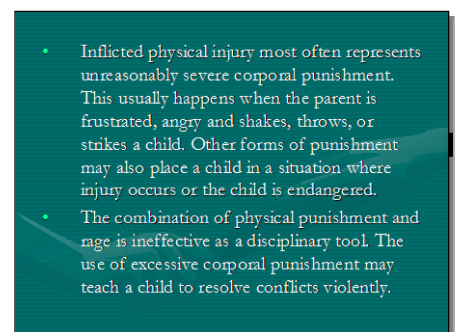 • Inflicted physical injury most often represents
unreasonably severe corporal punishment.
This usually happens when the parent is
frustrated, angry and shakes, throws, or
strikes a child. Other forms of punishment
may also place a child in a situation where
injury occurs or the child is endangered.
• The combination of physical punishment and
rage is ineffective as a disciplinary tool. The
use of excessive corporal punishment may
teach a child to resolve conflicts violently.